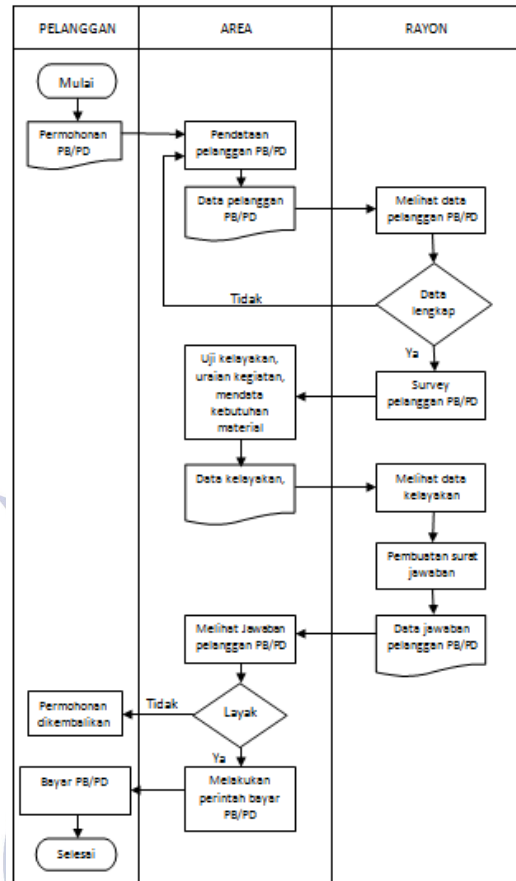 PELANGGAN
AREA
RAYON
Mulai
Permohonan
PB/PD
Pendataan
pelanggan PB/PD
Data pelanggan
PB/PD
Melihat data
pelanggan PB/PD
Data
lengkap
Tidak
Ya
Survey
pelanggan PB/PD
Uji kelayakan,
uraian kegiatan,
mendata
kebutuhan
material
Data kelayakan,
Melihat data
kelayakan
Pembuatan surat
jawaban
Data jawaban
pelanggan PB/PD
Melihat Jawaban
pelanggan PB/PD
Layak
Tidak
Permohonan
dikembalikan
Ya
Melakukan
perintah bayar
PB/PD
Bayar PB/PD
Selesai